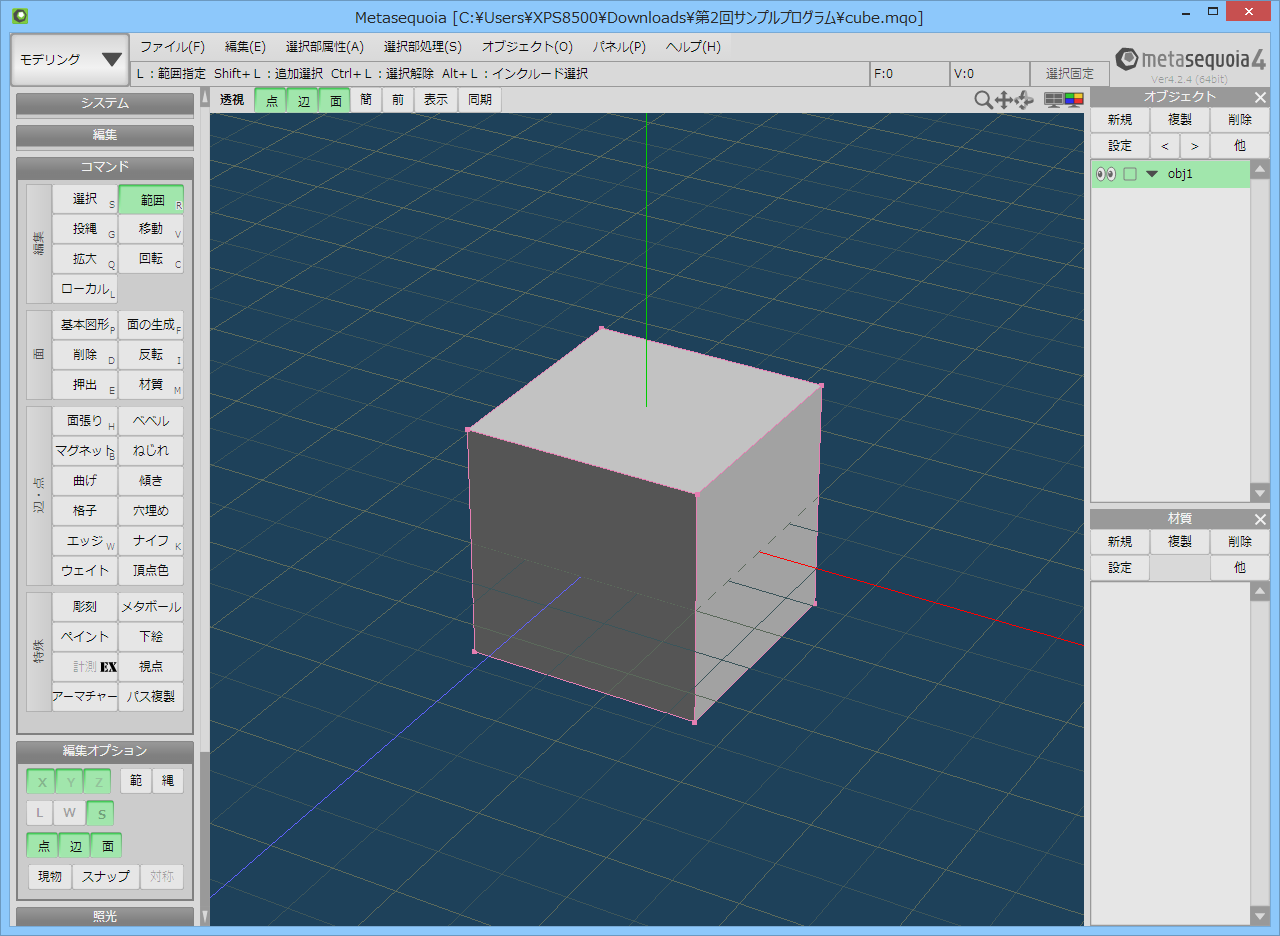 Metasequoia [C:¥Users¥XPS8500¥Downloads¥第2回サンプルプログラム¥cube.mqo]
モデリング
ファイル(F) 編集(E) 選択部属性(A) 選択部処理(S) オブジェクト(O) パネル(P) ヘルプ(H)
L：範囲指定 Shift+L：追加選択 Ctrl+L：選択解除 Alt+L：インクルード選択
F:0 V:0 選択固定
metasequoia4
Ver4.2.4 (64bit)
透視 点 辺 面 簡 前 表示 同期
システム
編集
コマンド
編集
選択 S 範囲 R
投縄 G 移動 V
拡大 Q 回転 C
ローカル L
面
基本図形 P 面の生成 F
削除 D 反転 I
押出 E 材質 M
辺・点
面張り H ベベル
マグネット B ねじれ
曲げ 傾き
格子 穴埋め
エッジ W ナイフ K
ウェイト 頂点色
特殊
彫刻 メタボール
ペイント 下絵
計測 EX 視点
アーマチャー パス複製
編集オプション
X Y Z 範 縄
L W S
点 辺 面
現物 スナップ 対称
照光
オブジェクト
新規 複製 削除
設定 < > 他
obj1
材質
新規 複製 削除
設定 他